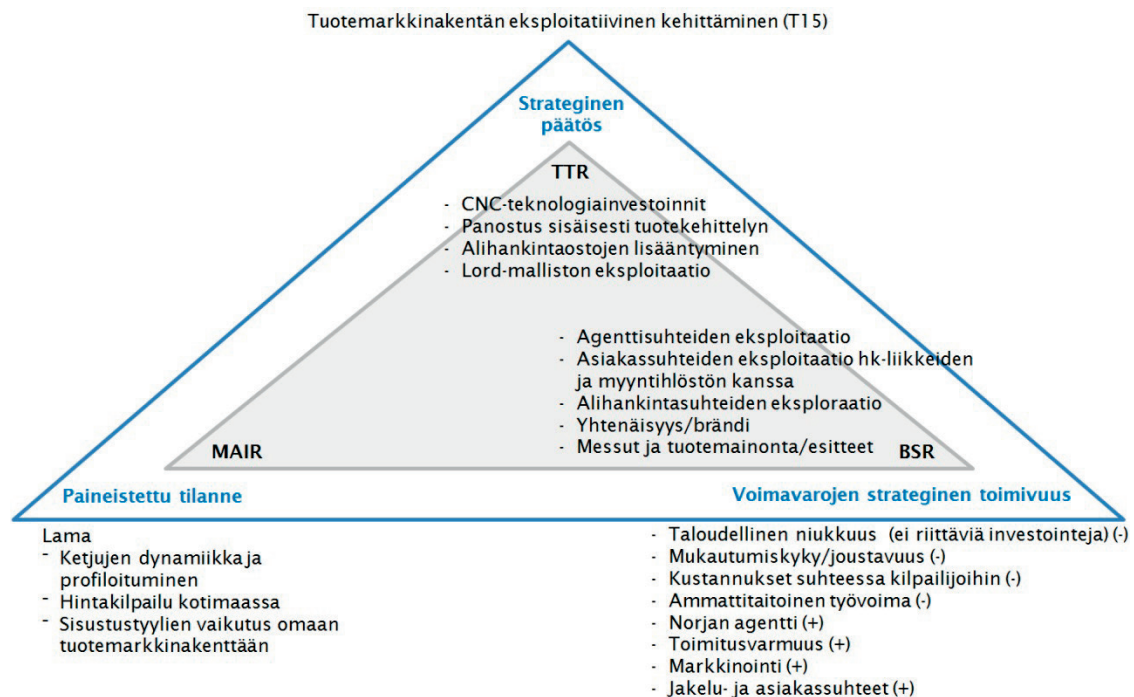 Tuotemarkkinakentän eksploitatiivinen kehittäminen (T15)
Strateginen
päätös
TTR
- CNC-teknologiainvestoinnit
- Panostus sisäisesti tuotekehittelyn
- Alihankintaostojen lisääntyminen
- Lord-malliston eksploitaatio
- Agenttisuhteiden eksploitaatio
- Asiakassuhteiden eksploitaatio hk-liikkeiden
ja myyntihlöstön kanssa
- Alihankintasuhteiden eksploraatio
- Yhtenäisyys/brändi
- Messut ja tuotemainonta/esitteet
MAIR
BSR
Paineistettu tilanne
Voimavarojen strateginen toimivuus
Lama
- Ketjujen dynamiikka ja
profiloituminen
- Hintakilpailu kotimaassa
- Sisustustyylien vaikutus omaan
tuotemarkkinakenttään
- Taloudellinen niukkuus (ei riittäviä investointeja) (-)
- Mukautumiskyky/joustavuus (-)
- Kustannukset suhteessa kilpailijoihin (-)
- Ammattitaitoinen työvoima (-)
- Norjan agentti (+)
- Toimitusvarmuus (+)
- Markkinointi (+)
- Jakelu- ja asiakassuhteet (+)